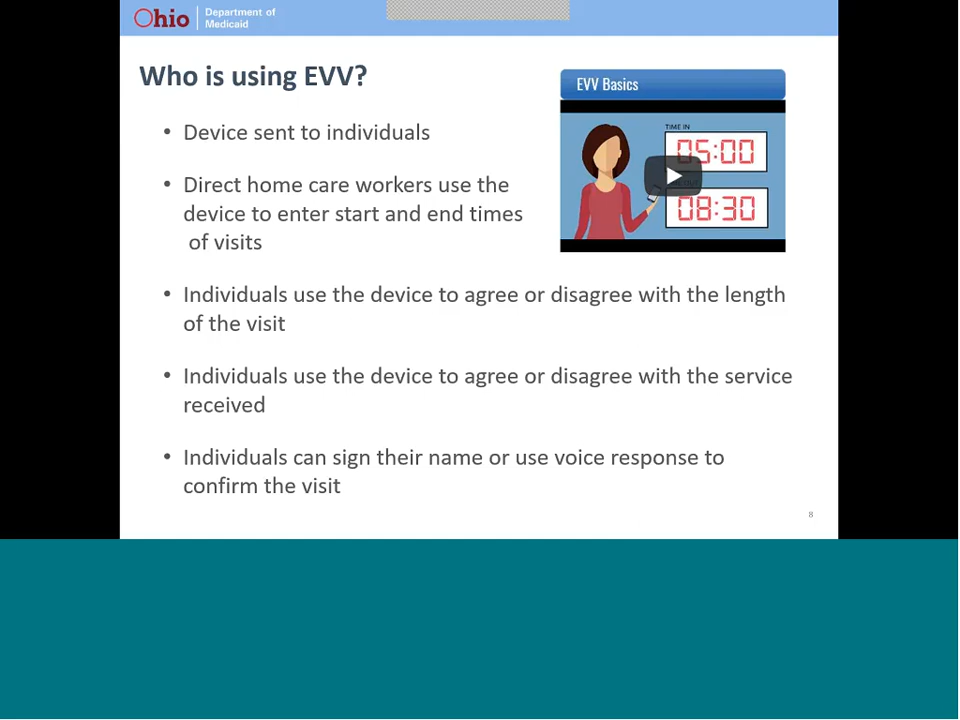 Ohio
Department of
Medicaid
Who is using EVV?
EVV Basics
TIME IN
05:00
08:30
• Device sent to individuals
• Direct home care workers use the
device to enter start and end times
of visits
• Individuals use the device to agree or disagree with the length
of the visit
• Individuals use the device to agree or disagree with the service
received
• Individuals can sign their name or use voice response to
confirm the visit
8